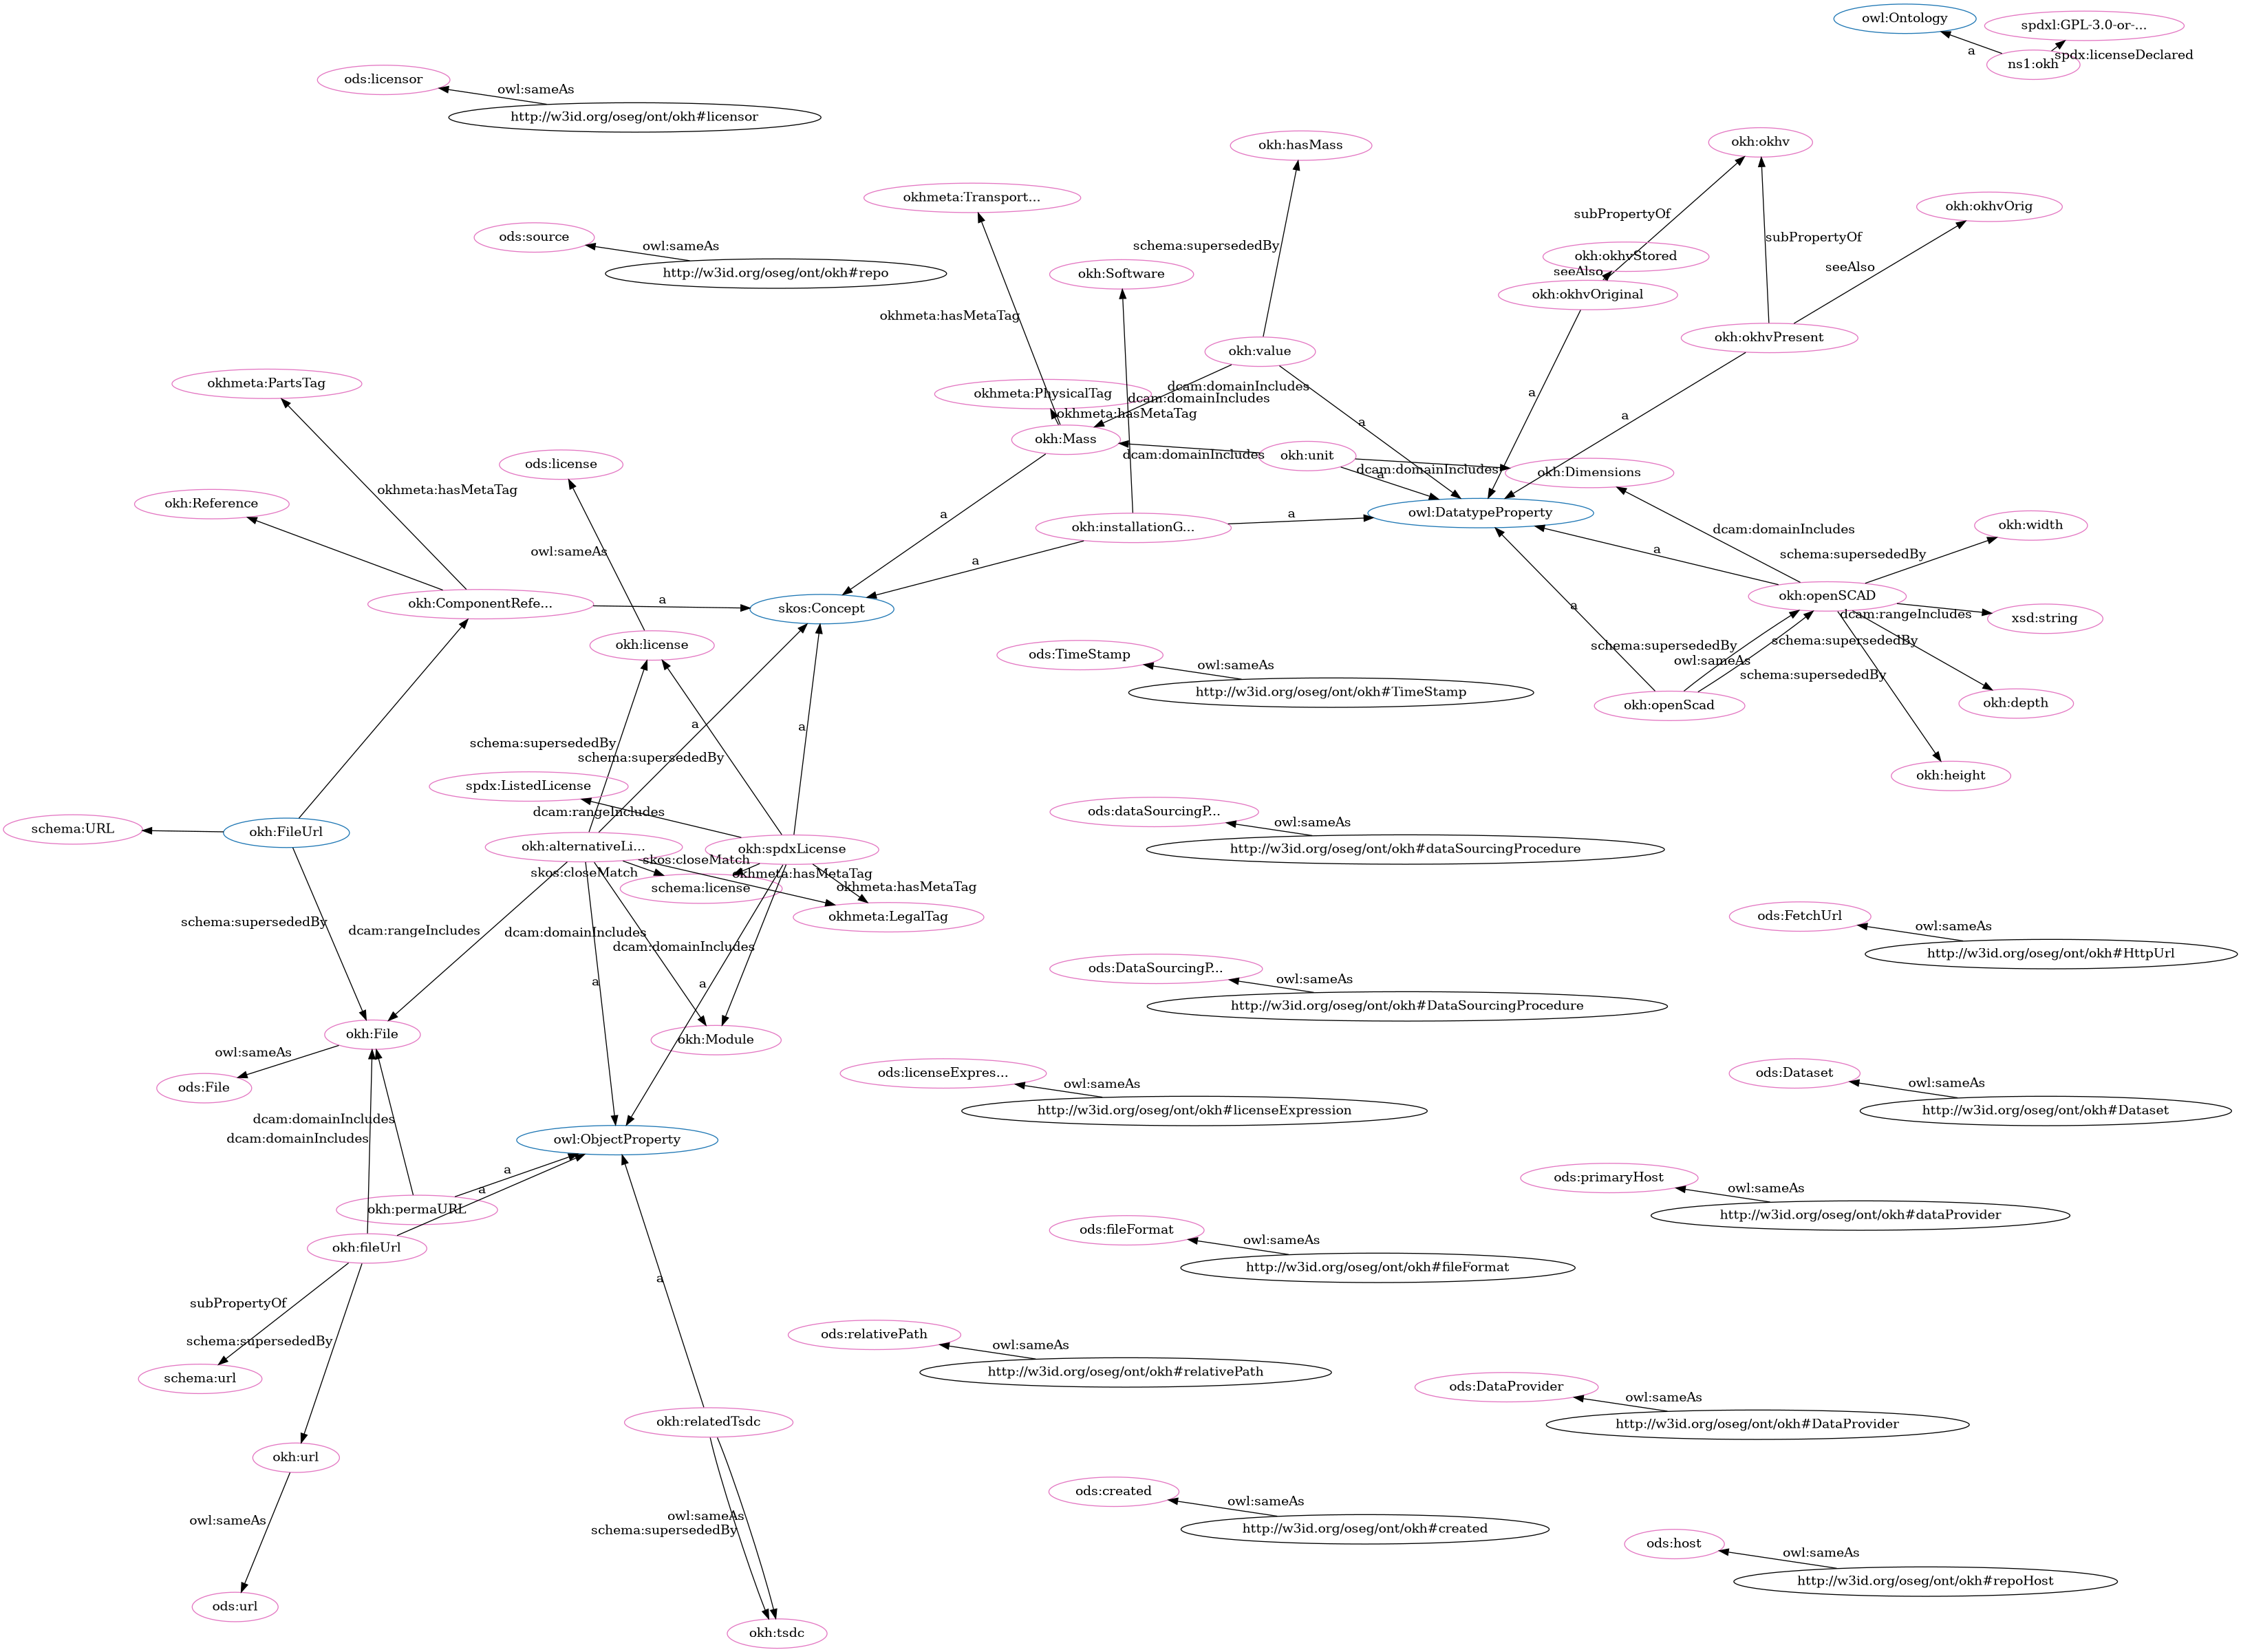 owl:Ontology
spdxl:GPL-3.0-or-...
a
spdx:licenseDeclared
ns1:okh
ods:licensor
owl:sameAs
http://w3id.org/oseg/ont/okh#licensor
okh:hasMass
okh:okhv
okhmeta:Transport...
okh:okhvOrig
subPropertyOf
ods:source
owl:sameAs
schema:supersededBy
subPropertyOf
okh:okhvStored
http://w3id.org/oseg/ont/okh#repo
okh:Software
seeAlso
seeAlso
okh:okhvOriginal
okhmeta:hasMetaTag
okh:okhvPresent
okh:value
okhmeta:PartsTag
okhmeta:PhysicalTag
dcam:domainIncludes
dcam:domainIncludes
a
okhmeta:hasMetaTag
a
a
okh:Mass
dcam:domainIncludes
okh:unit
ods:license
dcam:domainIncludes
a
okh:Dimensions
okhmeta:hasMetaTag
okh:Reference
a
owl:DatatypeProperty
a
okh:installationG...
okh:width
dcam:domainIncludes
owl:sameAs
a
a
schema:supersededBy
okh:ComponentRefe...
a
skos:Concept
okh:openSCAD
a
dcam:rangeIncludes
xsd:string
okh:license
schema:supersededBy
schema:supersededBy
ods:TimeStamp
owl:sameAs
owl:sameAs
schema:supersededBy
http://w3id.org/oseg/ont/okh#TimeStamp
okh:openScad
okh:depth
a
a
schema:supersededBy
schema:supersededBy
okh:height
spdx:ListedLicense
dcam:rangeIncludes
ods:dataSourcingP...
owl:sameAs
schema:URL
okh:FileUrl
okh:alternativeLi...
okh:spdxLicense
http://w3id.org/oseg/ont/okh#dataSourcingProcedure
skos:closeMatch
skos:closeMatch
okhmeta:hasMetaTag
schema:license
okhmeta:hasMetaTag
okhmeta:LegalTag
ods:FetchUrl
owl:sameAs
schema:supersededBy
dcam:rangeIncludes
dcam:domainIncludes
dcam:domainIncludes
http://w3id.org/oseg/ont/okh#HttpUrl
ods:DataSourcingP...
owl:sameAs
a
a
http://w3id.org/oseg/ont/okh#DataSourcingProcedure
okh:File
okh:Module
owl:sameAs
ods:File
ods:licenseExpres...
owl:sameAs
ods:Dataset
owl:sameAs
http://w3id.org/oseg/ont/okh#licenseExpression
http://w3id.org/oseg/ont/okh#Dataset
dcam:domainIncludes
dcam:domainIncludes
owl:ObjectProperty
a
a
ods:primaryHost
owl:sameAs
okh:permaURL
http://w3id.org/oseg/ont/okh#dataProvider
okh:fileUrl
ods:fileFormat
owl:sameAs
http://w3id.org/oseg/ont/okh#fileFormat
a
subPropertyOf
schema:supersededBy
ods:relativePath
owl:sameAs
http://w3id.org/oseg/ont/okh#relativePath
schema:url
ods:DataProvider
owl:sameAs
okh:relatedTsdc
http://w3id.org/oseg/ont/okh#DataProvider
okh:url
ods:created
owl:sameAs
owl:sameAs
owl:sameAs
schema:supersededBy
http://w3id.org/oseg/ont/okh#created
ods:host
owl:sameAs
http://w3id.org/oseg/ont/okh#repoHost
ods:url
okh:tsdc